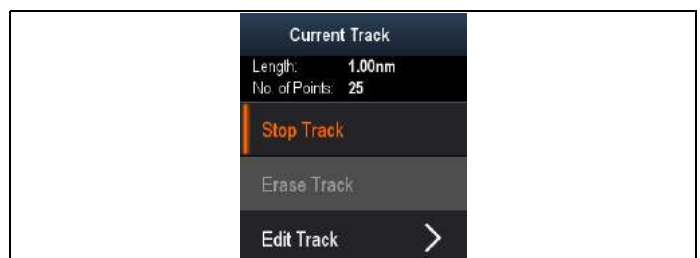 Current Track
Length: 1.00nm
No. of Points: 25
Stop Track
Erase Track
Edit Track